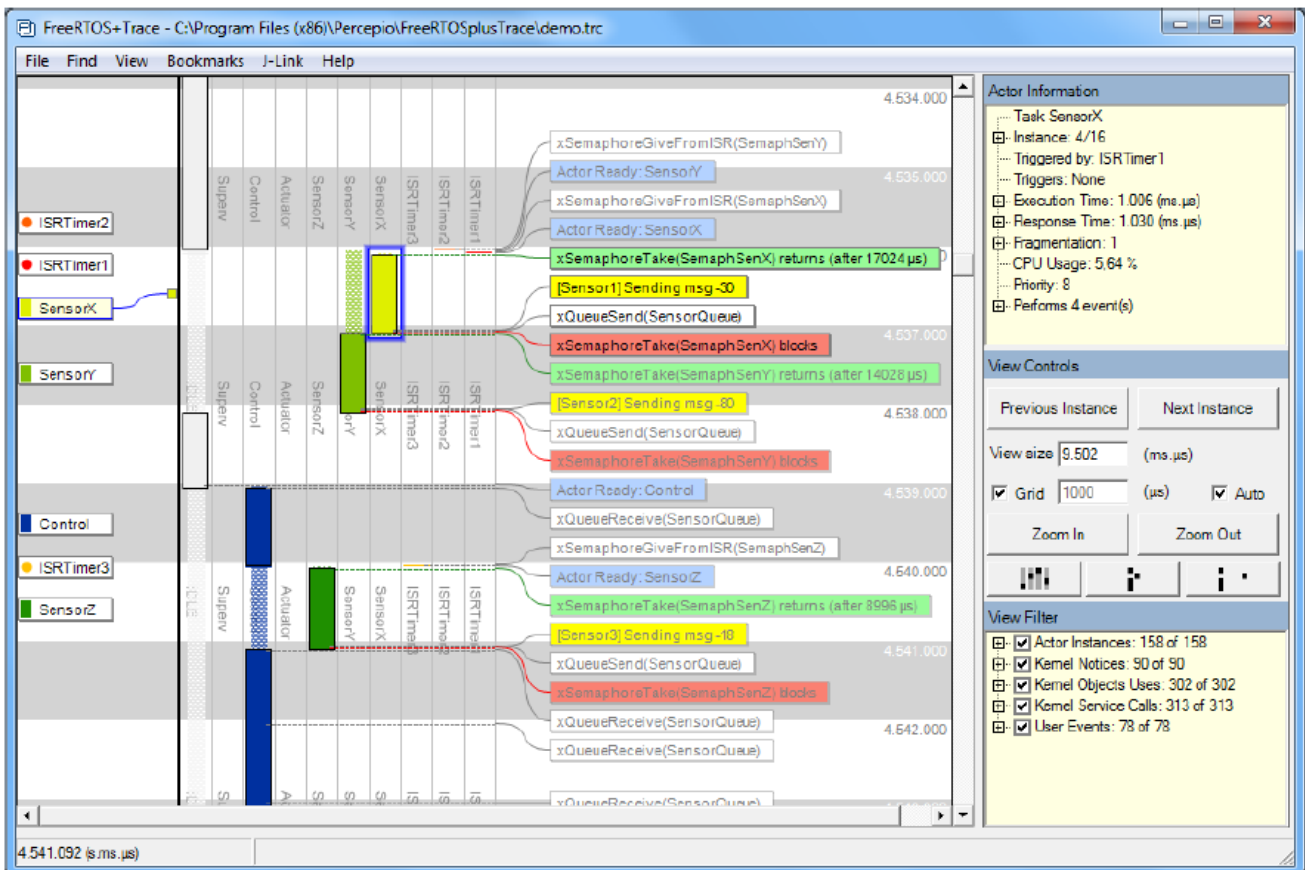 FreeRTOS+Trace - C:\Program Files (x86)\Percepio\FreeRTOSplusTrace\demo.trc
File Find View Bookmarks J-Link Help
ISRTimer2
ISRTimer1
SensorX
SensorY
Control
ISRTimer3
SensorZ
Superv
Control
Actuator
SensorZ
SensorY
SensorX
ISRTimer3
ISRTimer2
ISRTimer1
IDLE
Superv
Control
Actuator
SensorZ
SensorX
ISRTimer3
ISRTimer2
ISRTimer1
IDLE
Superv
Actuator
SensorY
SensorX
ISRTimer3
ISRTimer2
ISRTimer1
4.534.000
xSemaphoreGiveFromISR(SemaphSenY)
Actor Ready: SensorY
4.535.000
xSemaphoreGiveFromISR(SemaphSenX)
Actor Ready: SensorX
xSemaphoreTake(SemaphSenX) returns (after 17024 µs)
[Sensor1] Sending msg -30
xQueueSend(SensorQueue)
4.537.000
xSemaphoreTake(SemaphSenX) blocks
xSemaphoreTake(SemaphSenY) returns (after 14028 µs)
[Sensor2] Sending msg -80
4.538.000
xQueueSend(SensorQueue)
xSemaphoreTake(SemaphSenY) blocks
Actor Ready: Control
4.539.000
xQueueReceive(SensorQueue)
xSemaphoreGiveFromISR(SemaphSenZ)
4.540.000
Actor Ready: SensorZ
xSemaphoreTake(SemaphSenZ) returns (after 8996 µs)
[Sensor3] Sending msg -18
4.541.000
xQueueSend(SensorQueue)
xSemaphoreTake(SemaphSenZ) blocks
xQueueReceive(SensorQueue)
4.542.000
xQueueReceive(SensorQueue)
xQueueReceive(SensorQueue)
Actor Information
Task SensorX
Instance: 4/16
Triggered by: ISRTimer1
Triggers: None
Execution Time: 1.006 (ms.µs)
Response Time: 1.030 (ms.µs)
Fragmentation: 1
CPU Usage: 5,64 %
Priority: 8
Performs 4 event(s)
View Controls
Previous Instance Next Instance
View size 9.502 (ms.µs)
Grid 1000 (µs) Auto
Zoom In Zoom Out
View Filter
Actor Instances: 158 of 158
Kernel Notices: 90 of 90
Kernel Objects Uses: 302 of 302
Kernel Service Calls: 313 of 313
User Events: 78 of 78
4.541.092 (s.ms.µs)